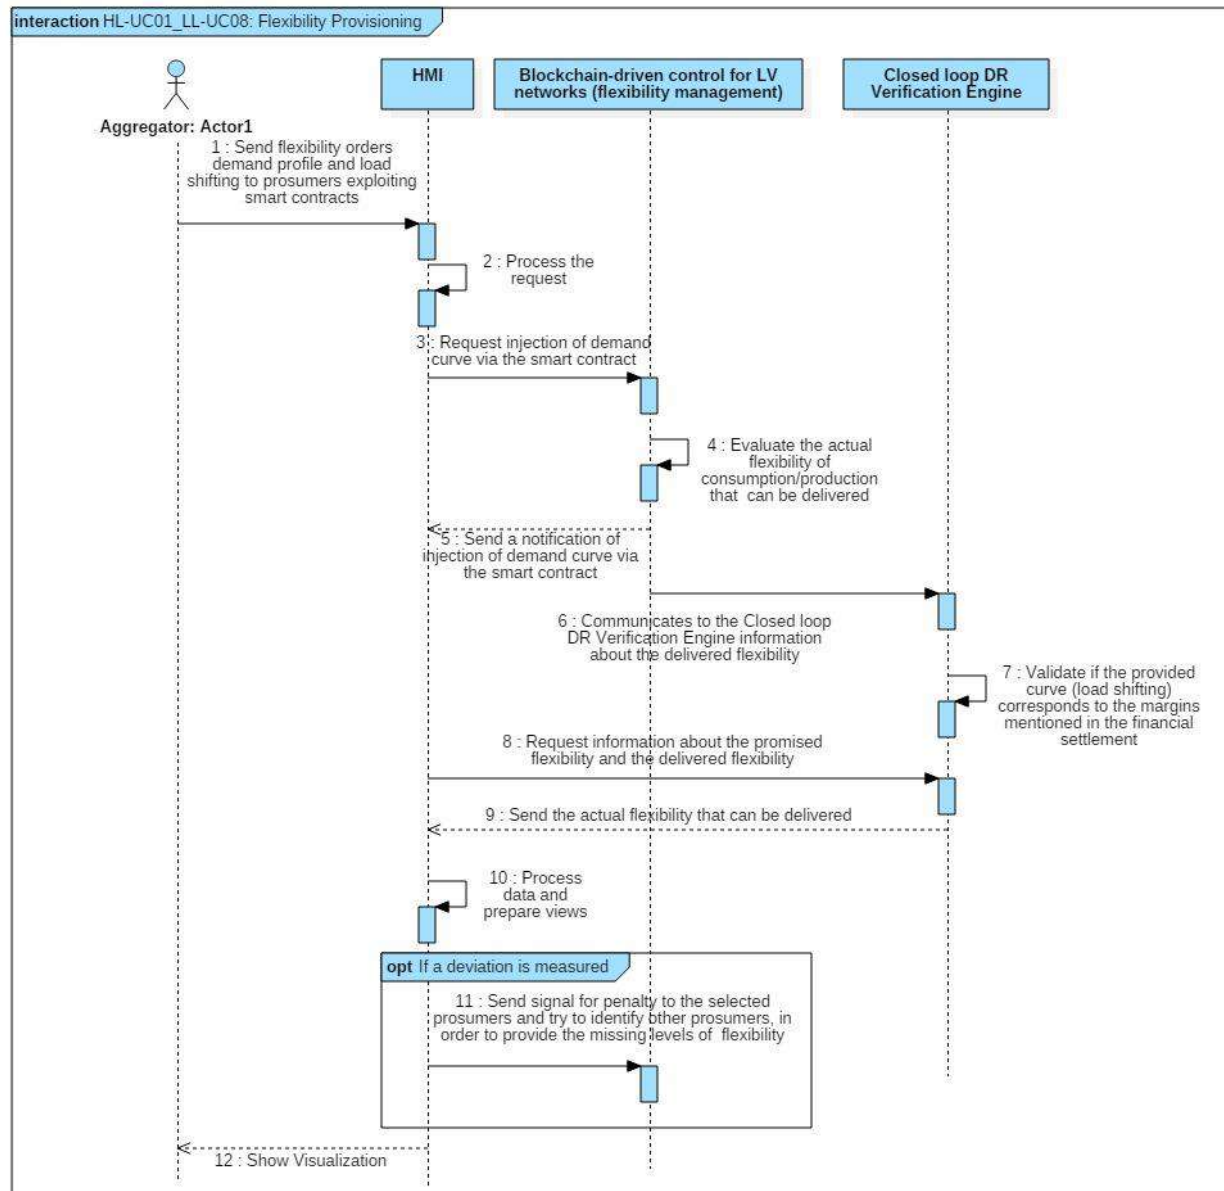 interaction HL-UC01_LL-UC08: Flexibility Provisioning
Aggregator: Actor1
HMI
Blockchain-driven control for LV
networks (flexibility management)
Closed loop DR
Verification Engine
1 : Send flexibility orders
demand profile and load
shifting to prosumers exploiting
smart contracts
2 : Process the
request
3 : Request injection of demand
curve via the smart contract
4 : Evaluate the actual
flexibility of
consumption/production
that can be delivered
5 : Send a notification of
injection of demand curve via
the smart contract
6 : Communicates to the Closed loop
DR Verification Engine information
about the delivered flexibility
7 : Validate if the provided
curve (load shifting)
corresponds to the margins
mentioned in the financial
settlement
8 : Request information about the promised
flexibility and the delivered flexibility
9 : Send the actual flexibility that can be delivered
10 : Process
data and
prepare views
opt If a deviation is measured
11 : Send signal for penalty to the selected
prosumers and try to identify other prosumers, in
order to provide the missing levels of flexibility
12 : Show Visualization